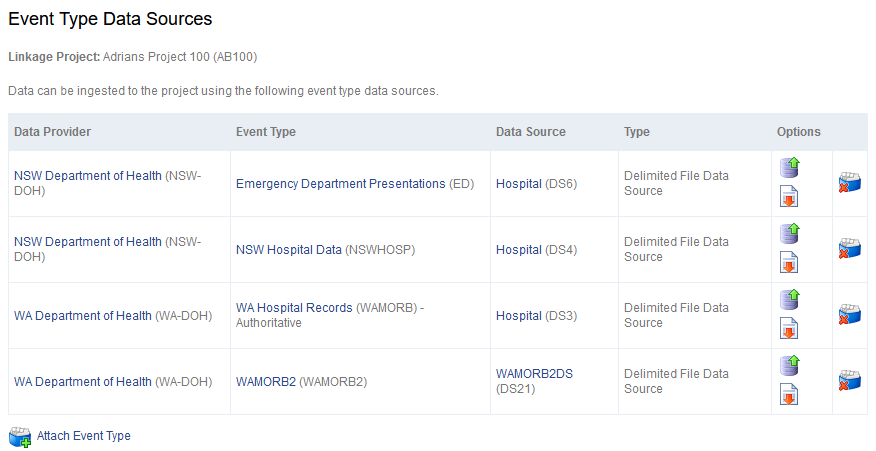 Event Type Data Sources
Linkage Project: Adrians Project 100 (AB100)
Data can be ingested to the project using the following event type data sources.
Data Provider Event Type Data Source Type Options
NSW Department of Health (NSW-
DOH)
Emergency Department Presentations (ED)
Hospital (DS6)
Delimited File Data
Source
NSW Department of Health (NSW-
DOH)
NSW Hospital Data (NSWHOSP)
Hospital (DS4)
Delimited File Data
Source
WA Department of Health (WA-DOH)
WA Hospital Records (WAMORB) -
Authoritative
Hospital (DS3)
Delimited File Data
Source
WA Department of Health (WA-DOH)
WAMORB2 (WAMORB2)
WAMORB2DS
(DS21)
Delimited File Data
Source
Attach Event Type